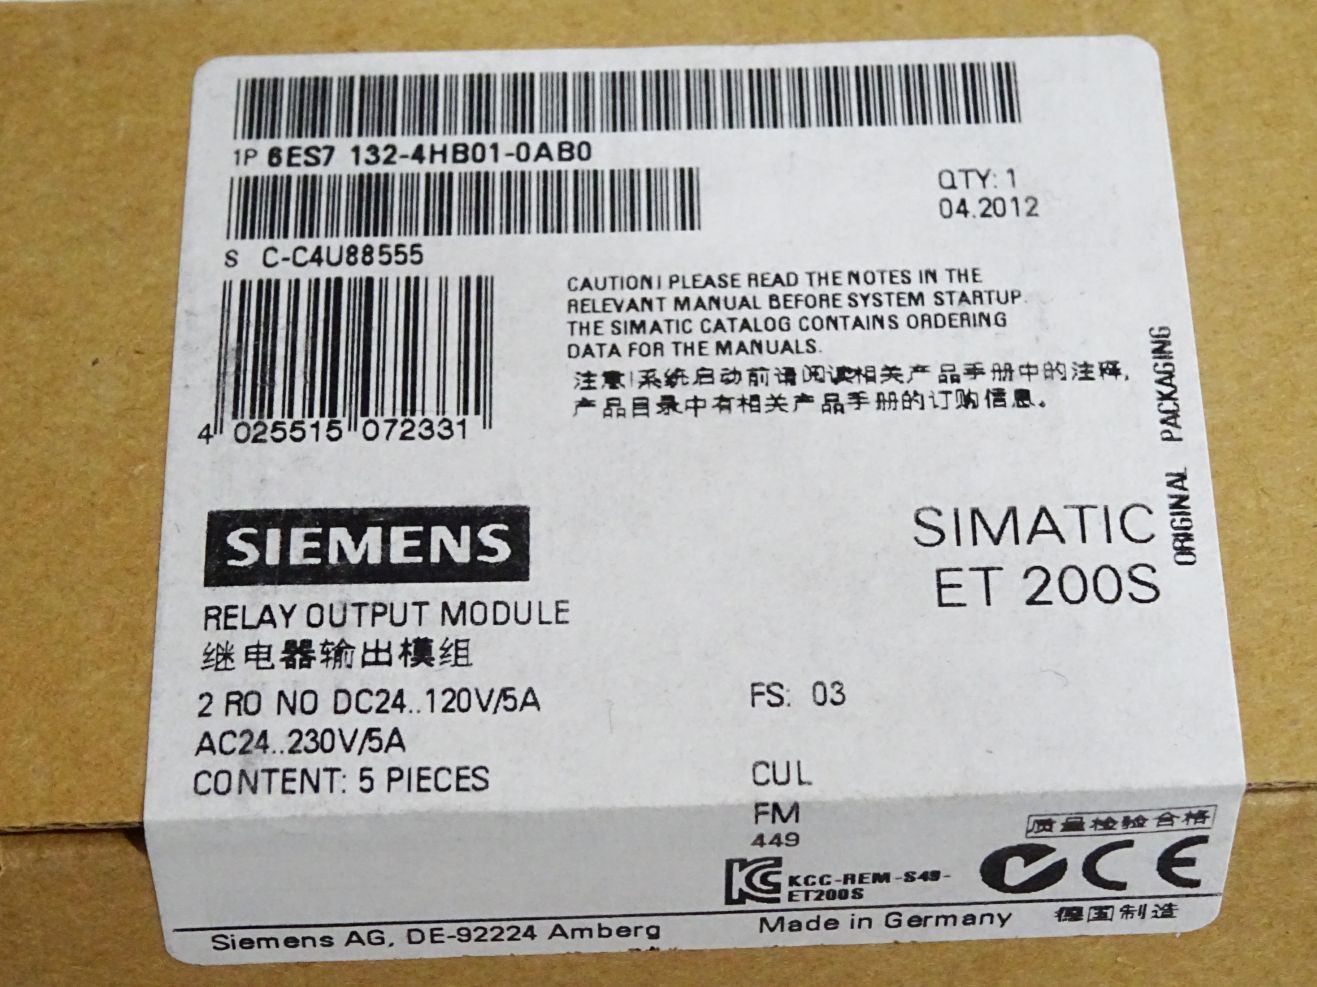 1P 6ES7 132-4HB01-0AB0
QTY: 1
04.2012
S C-C4U88555
CAUTION! PLEASE READ THE NOTES IN THE
RELEVANT MANUAL BEFORE SYSTEM STARTUP.
THE SIMATIC CATALOG CONTAINS ORDERING
DATA FOR THE MANUALS.
注意!系统启动前请阅读相关产品手册中的注释,
产品目录中有相关产品手册的订购信息。
4 025515 072331
ORIGINAL PACKAGING
SIEMENS
SIMATIC
ET 200S
RELAY OUTPUT MODULE
继电器输出模组
2 RO NO DC24..120V/5A
AC24..230V/5A
CONTENT: 5 PIECES
FS: 03
CUL
FM
449
质量检验合格
KCC-REM-S49-
ET200S
CE
Siemens AG, DE-92224 Amberg
Made in Germany
德国制造